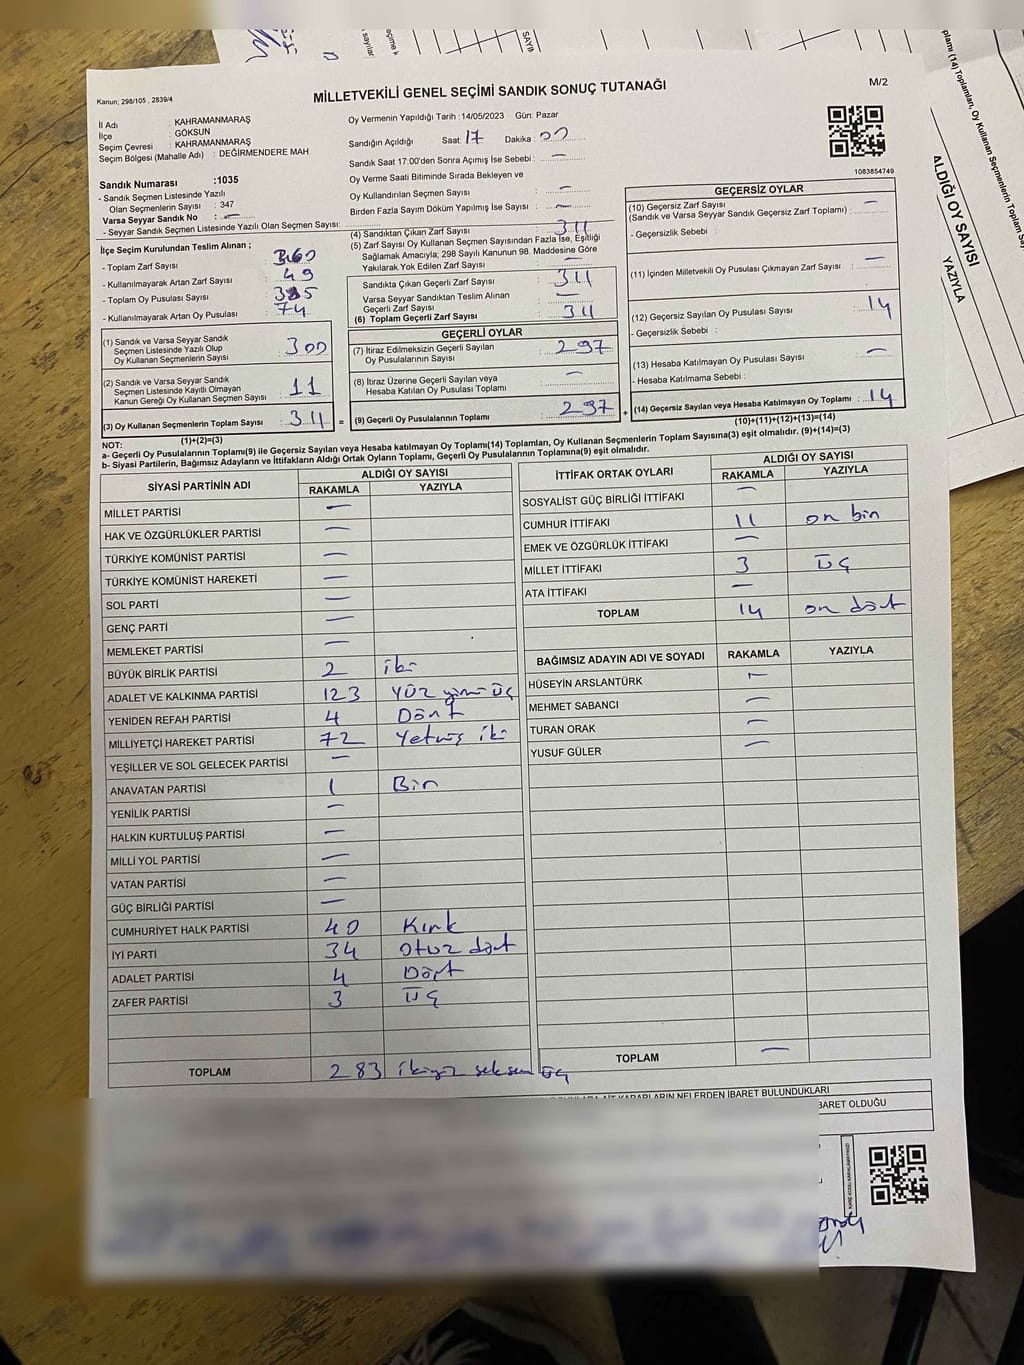 SAYIB
Kanun; 298/105 , 2839/4
MİLLETVEKİLİ GENEL SEÇİMİ SANDIK SONUÇ TUTANAĞI
M/2
İl Adı : KAHRAMANMARAŞ
İlçe : GÖKSUN
Seçim Çevresi : KAHRAMANMARAŞ
Seçim Bölgesi (Mahalle Adı) : DEĞİRMENDERE MAH.
Oy Vermenin Yapıldığı Tarih : 14/05/2023 Gün: Pazar
Sandığın Açıldığı Saat: 17 Dakika : 00
Sandık Saat 17:00'den Sonra Açımış İse Sebebi : —
Oy Verme Saati Bitiminde Sırada Bekleyen ve
Oy Kullandırılan Seçmen Sayısı : —
Birden Fazla Sayım Döküm Yapılmış İse Sayısı : —
1083854749
Sandık Numarası :1035
- Sandık Seçmen Listesinde Yazılı
Olan Seçmenlerin Sayısı : 347
Varsa Seyyar Sandık No : —
- Seyyar Sandık Seçmen Listesinde Yazılı Olan Seçmen Sayısı:
İlçe Seçim Kurulundan Teslim Alınan ;
- Toplam Zarf Sayısı : 360
- Kullanılmayarak Artan Zarf Sayısı : 49
- Toplam Oy Pusulası Sayısı : 385
- Kullanılmayarak Artan Oy Pusulası : 74
(1) Sandık ve Varsa Seyyar Sandık
Seçmen Listesinde Yazılı Olup
Oy Kullanan Seçmenlerin Sayısı : 300
(2) Sandık ve Varsa Seyyar Sandık
Seçmen Listesinde Kayıtlı Olmayan
Kanun Gereği Oy Kullanan Seçmen Sayısı : 11
(3) Oy Kullanan Seçmenlerin Toplam Sayısı : 311
(1)+(2)=(3)
(4) Sandıktan Çıkan Zarf Sayısı : 311
(5) Zarf Sayısı Oy Kullanan Seçmen Sayısından Fazla İse, Eşitliği
Sağlamak Amacıyla; 298 Sayılı Kanunun 98. Maddesine Göre
Yakılarak Yok Edilen Zarf Sayısı : —
Sandıkta Çıkan Geçerli Zarf Sayısı : 311
Varsa Seyyar Sandıktan Teslim Alınan
Geçerli Zarf Sayısı : —
(6) Toplam Geçerli Zarf Sayısı : 311
GEÇERLİ OYLAR
(7) İtiraz Edilmeksizin Geçerli Sayılan
Oy Pusulalarının Sayısı : 297
(8) İtiraz Üzerine Geçerli Sayılan veya
Hesaba Katılan Oy Pusulası Toplamı : —
= (9) Geçerli Oy Pusulalarının Toplamı : 297 +
GEÇERSİZ OYLAR
(10) Geçersiz Zarf Sayısı
(Sandık ve Varsa Seyyar Sandık Geçersiz Zarf Toplamı) : —
- Geçersizlik Sebebi :
(11) İçinden Milletvekili Oy Pusulası Çıkmayan Zarf Sayısı : —
(12) Geçersiz Sayılan Oy Pusulası Sayısı : 14
- Geçersizlik Sebebi :
(13) Hesaba Katılmayan Oy Pusulası Sayısı : —
- Hesaba Katılmama Sebebi :
(14) Geçersiz Sayılan veya Hesaba Katılmayan Oy Toplamı : 14
(10)+(11)+(12)+(13)=(14)
NOT:
a- Geçerli Oy Pusulalarının Toplamı(9) ile Geçersiz Sayılan veya Hesaba katılmayan Oy Toplamı(14) Toplamları, Oy Kullanan Seçmenlerin Toplam Sayısına(3) eşit olmalıdır. (9)+(14)=(3)
b- Siyasi Partilerin, Bağımsız Adayların ve İttifakların Aldığı Ortak Oyların Toplamı, Geçerli Oy Pusulalarının Toplamına(9) eşit olmalıdır.
SİYASİ PARTİNİN ADI ALDIĞI OY SAYISI
RAKAMLA YAZIYLA
MİLLET PARTİSİ —
HAK VE ÖZGÜRLÜKLER PARTİSİ —
TÜRKİYE KOMÜNİST PARTİSİ —
TÜRKİYE KOMÜNİST HAREKETİ —
SOL PARTİ —
GENÇ PARTİ —
MEMLEKET PARTİSİ —
BÜYÜK BİRLİK PARTİSİ 2 iki
ADALET VE KALKINMA PARTİSİ 123 Yüz yirmi üç
YENİDEN REFAH PARTİSİ 4 Dört
MİLLİYETÇİ HAREKET PARTİSİ 72 Yetmiş iki
YEŞİLLER VE SOL GELECEK PARTİSİ —
ANAVATAN PARTİSİ 1 Bir
YENİLİK PARTİSİ —
HALKIN KURTULUŞ PARTİSİ —
MİLLİ YOL PARTİSİ —
VATAN PARTİSİ —
GÜÇ BİRLİĞİ PARTİSİ —
CUMHURİYET HALK PARTİSİ 40 Kırk
İYİ PARTİ 34 otuz dört
ADALET PARTİSİ 4 Dört
ZAFER PARTİSİ 3 üç
TOPLAM 283 ikiyüz seksen üç
İTTİFAK ORTAK OYLARI ALDIĞI OY SAYISI
RAKAMLA YAZIYLA
SOSYALİST GÜÇ BİRLİĞİ İTTİFAKI —
CUMHUR İTTİFAKI 11 on bir
EMEK VE ÖZGÜRLÜK İTTİFAKI —
MİLLET İTTİFAKI 3 üç
ATA İTTİFAKI —
TOPLAM 14 on dört
BAĞIMSIZ ADAYIN ADI VE SOYADI RAKAMLA YAZIYLA
HÜSEYİN ARSLANTÜRK —
MEHMET SABANCI —
TURAN ORAK —
YUSUF GÜLER —
TOPLAM —
KARARLARIN NELERDEN İBARET BULUNDUKLARI
BARET OLDUĞU
plamı (14) Toplamları, Oy Kullanan Seçmenlerin Toplam
ALDIĞI OY SAYISI
YAZIYLA